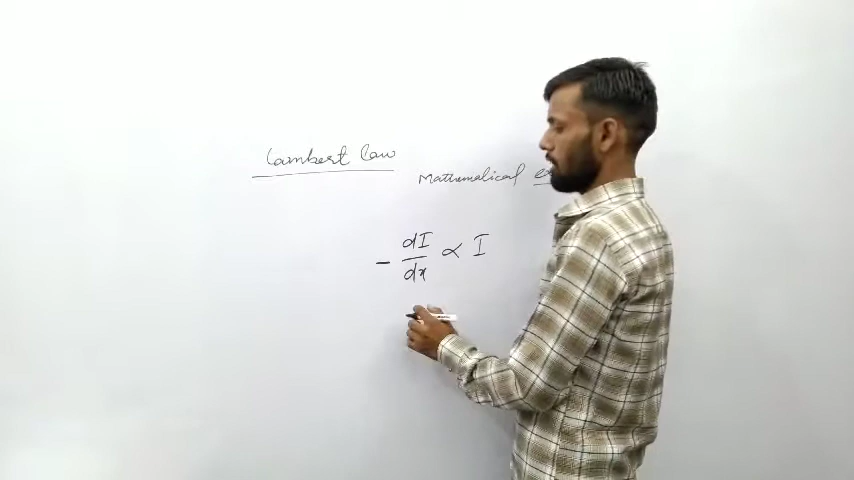 Lambert Law
Mathematical
- dI/dx ∝ I